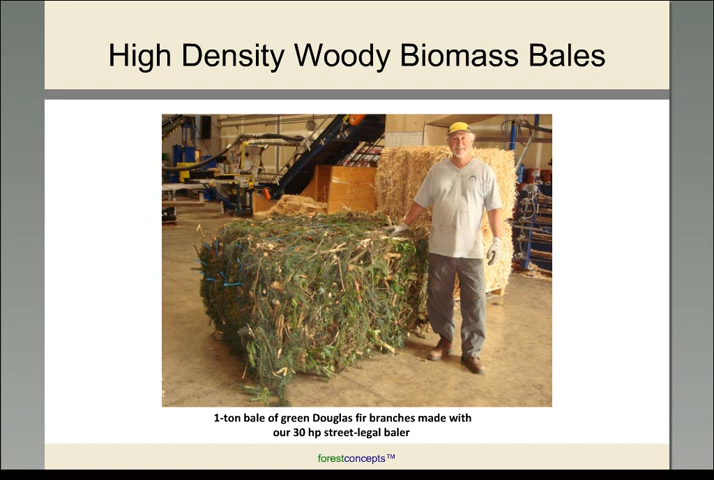 High Density Woody Biomass Bales
1-ton bale of green Douglas fir branches made with
our 30 hp street-legal baler
forestconcepts™